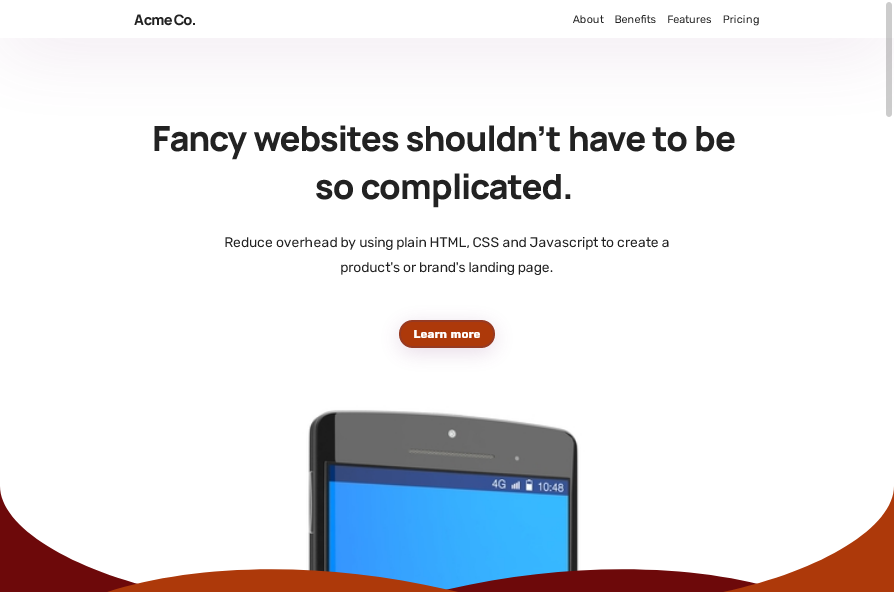 Acme Co.
About Benefits Features Pricing
Fancy websites shouldn’t have to be
so complicated.
Reduce overhead by using plain HTML, CSS and Javascript to create a
product's or brand's landing page.
Learn more
4G 10:48